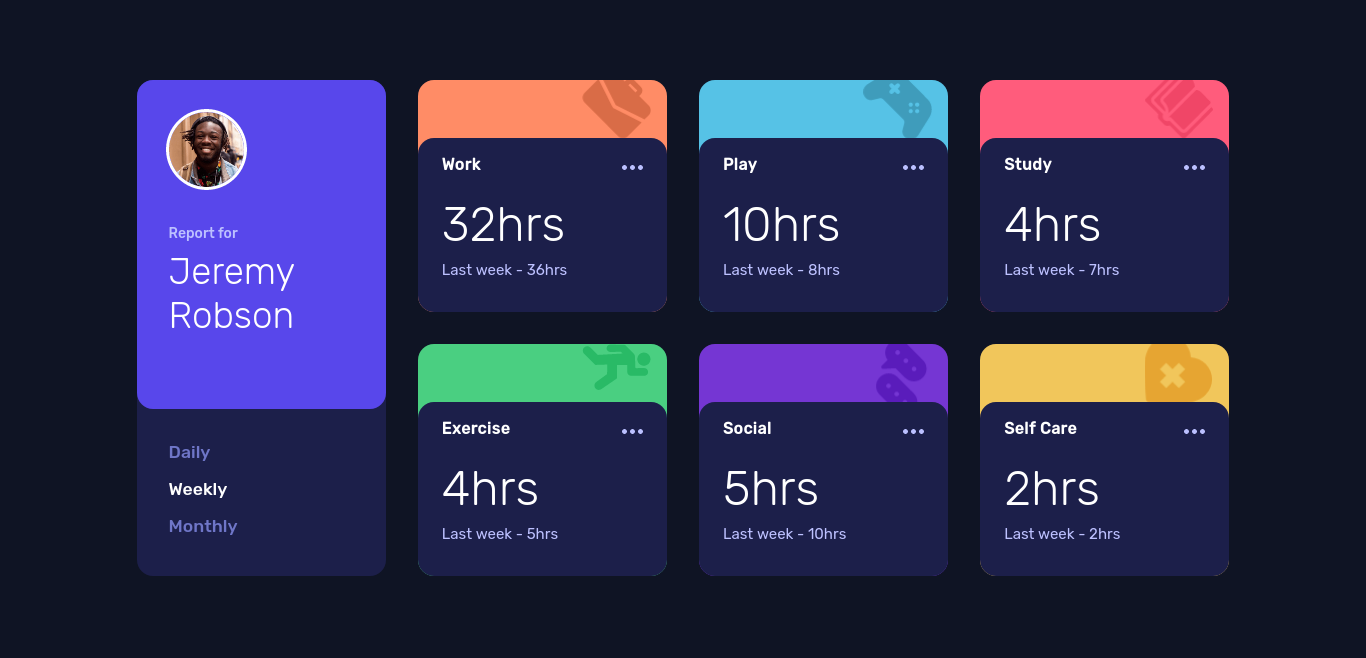 Report for
Jeremy
Robson
Daily
Weekly
Monthly
Work
32hrs
Last week - 36hrs
Play
10hrs
Last week - 8hrs
Study
4hrs
Last week - 7hrs
Exercise
4hrs
Last week - 5hrs
Social
5hrs
Last week - 10hrs
Self Care
2hrs
Last week - 2hrs